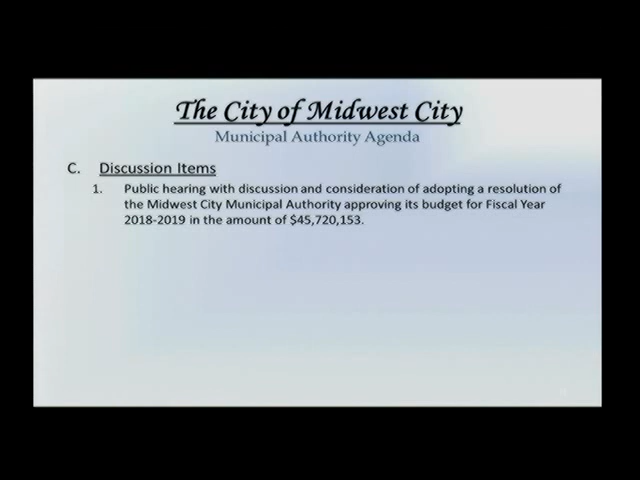 The City of Midwest City
Municipal Authority Agenda
C. Discussion Items
1. Public hearing with discussion and consideration of adopting a resolution of
the Midwest City Municipal Authority approving its budget for Fiscal Year
2018-2019 in the amount of $45,720,153.